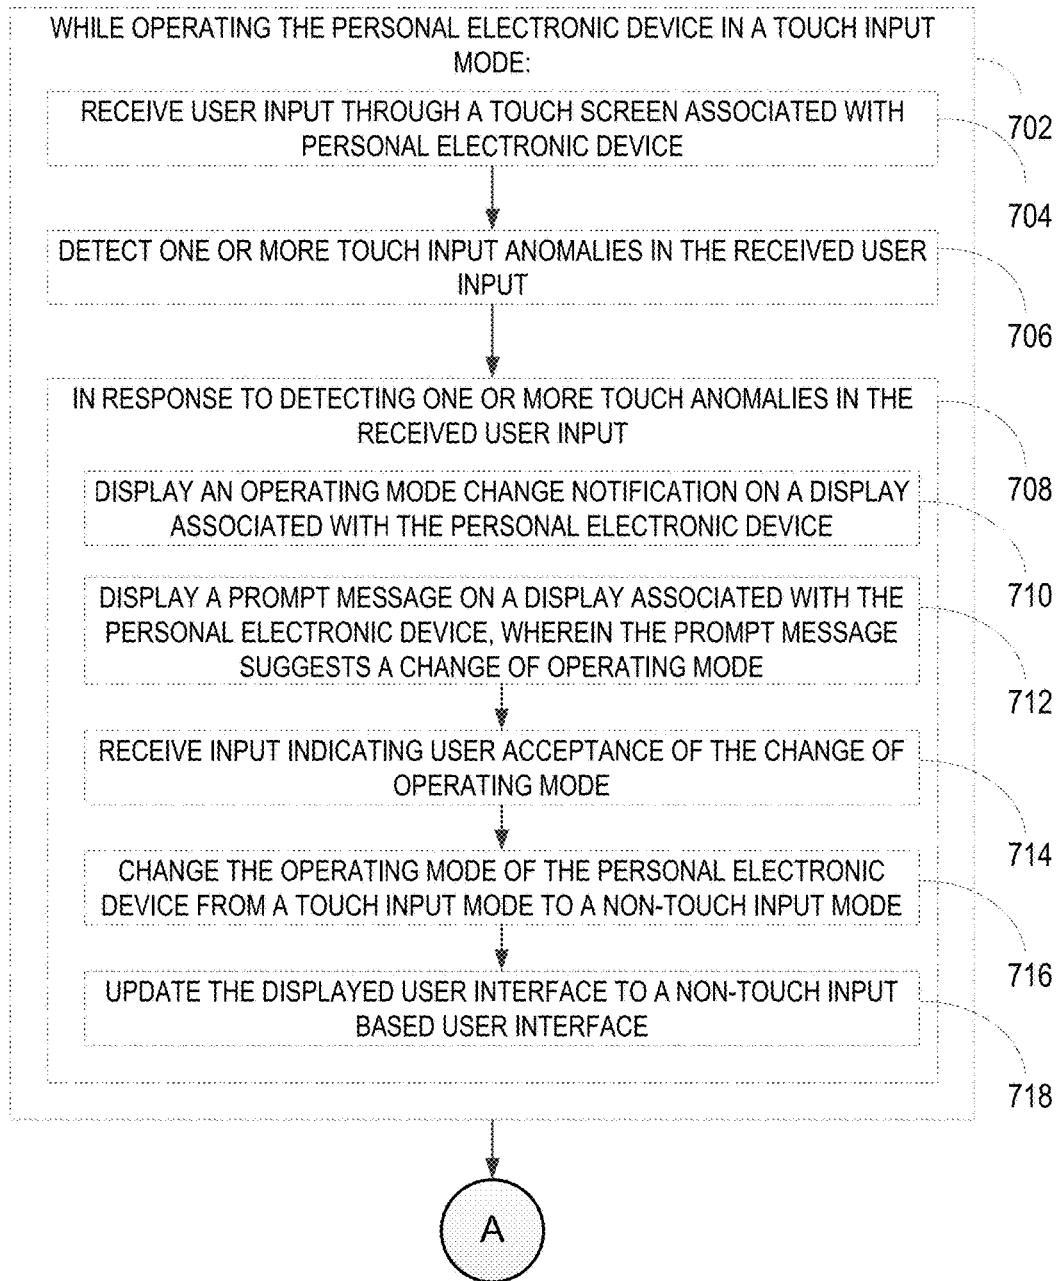 WHILE OPERATING THE PERSONAL ELECTRONIC DEVICE IN A TOUCH INPUT
MODE:
RECEIVE USER INPUT THROUGH A TOUCH SCREEN ASSOCIATED WITH
PERSONAL ELECTRONIC DEVICE
702
704
DETECT ONE OR MORE TOUCH INPUT ANOMALIES IN THE RECEIVED USER
INPUT
706
IN RESPONSE TO DETECTING ONE OR MORE TOUCH ANOMALIES IN THE
RECEIVED USER INPUT
708
DISPLAY AN OPERATING MODE CHANGE NOTIFICATION ON A DISPLAY
ASSOCIATED WITH THE PERSONAL ELECTRONIC DEVICE
710
DISPLAY A PROMPT MESSAGE ON A DISPLAY ASSOCIATED WITH THE
PERSONAL ELECTRONIC DEVICE, WHEREIN THE PROMPT MESSAGE
SUGGESTS A CHANGE OF OPERATING MODE
712
RECEIVE INPUT INDICATING USER ACCEPTANCE OF THE CHANGE OF
OPERATING MODE
714
CHANGE THE OPERATING MODE OF THE PERSONAL ELECTRONIC
DEVICE FROM A TOUCH INPUT MODE TO A NON-TOUCH INPUT MODE
716
UPDATE THE DISPLAYED USER INTERFACE TO A NON-TOUCH INPUT
BASED USER INTERFACE
718
A